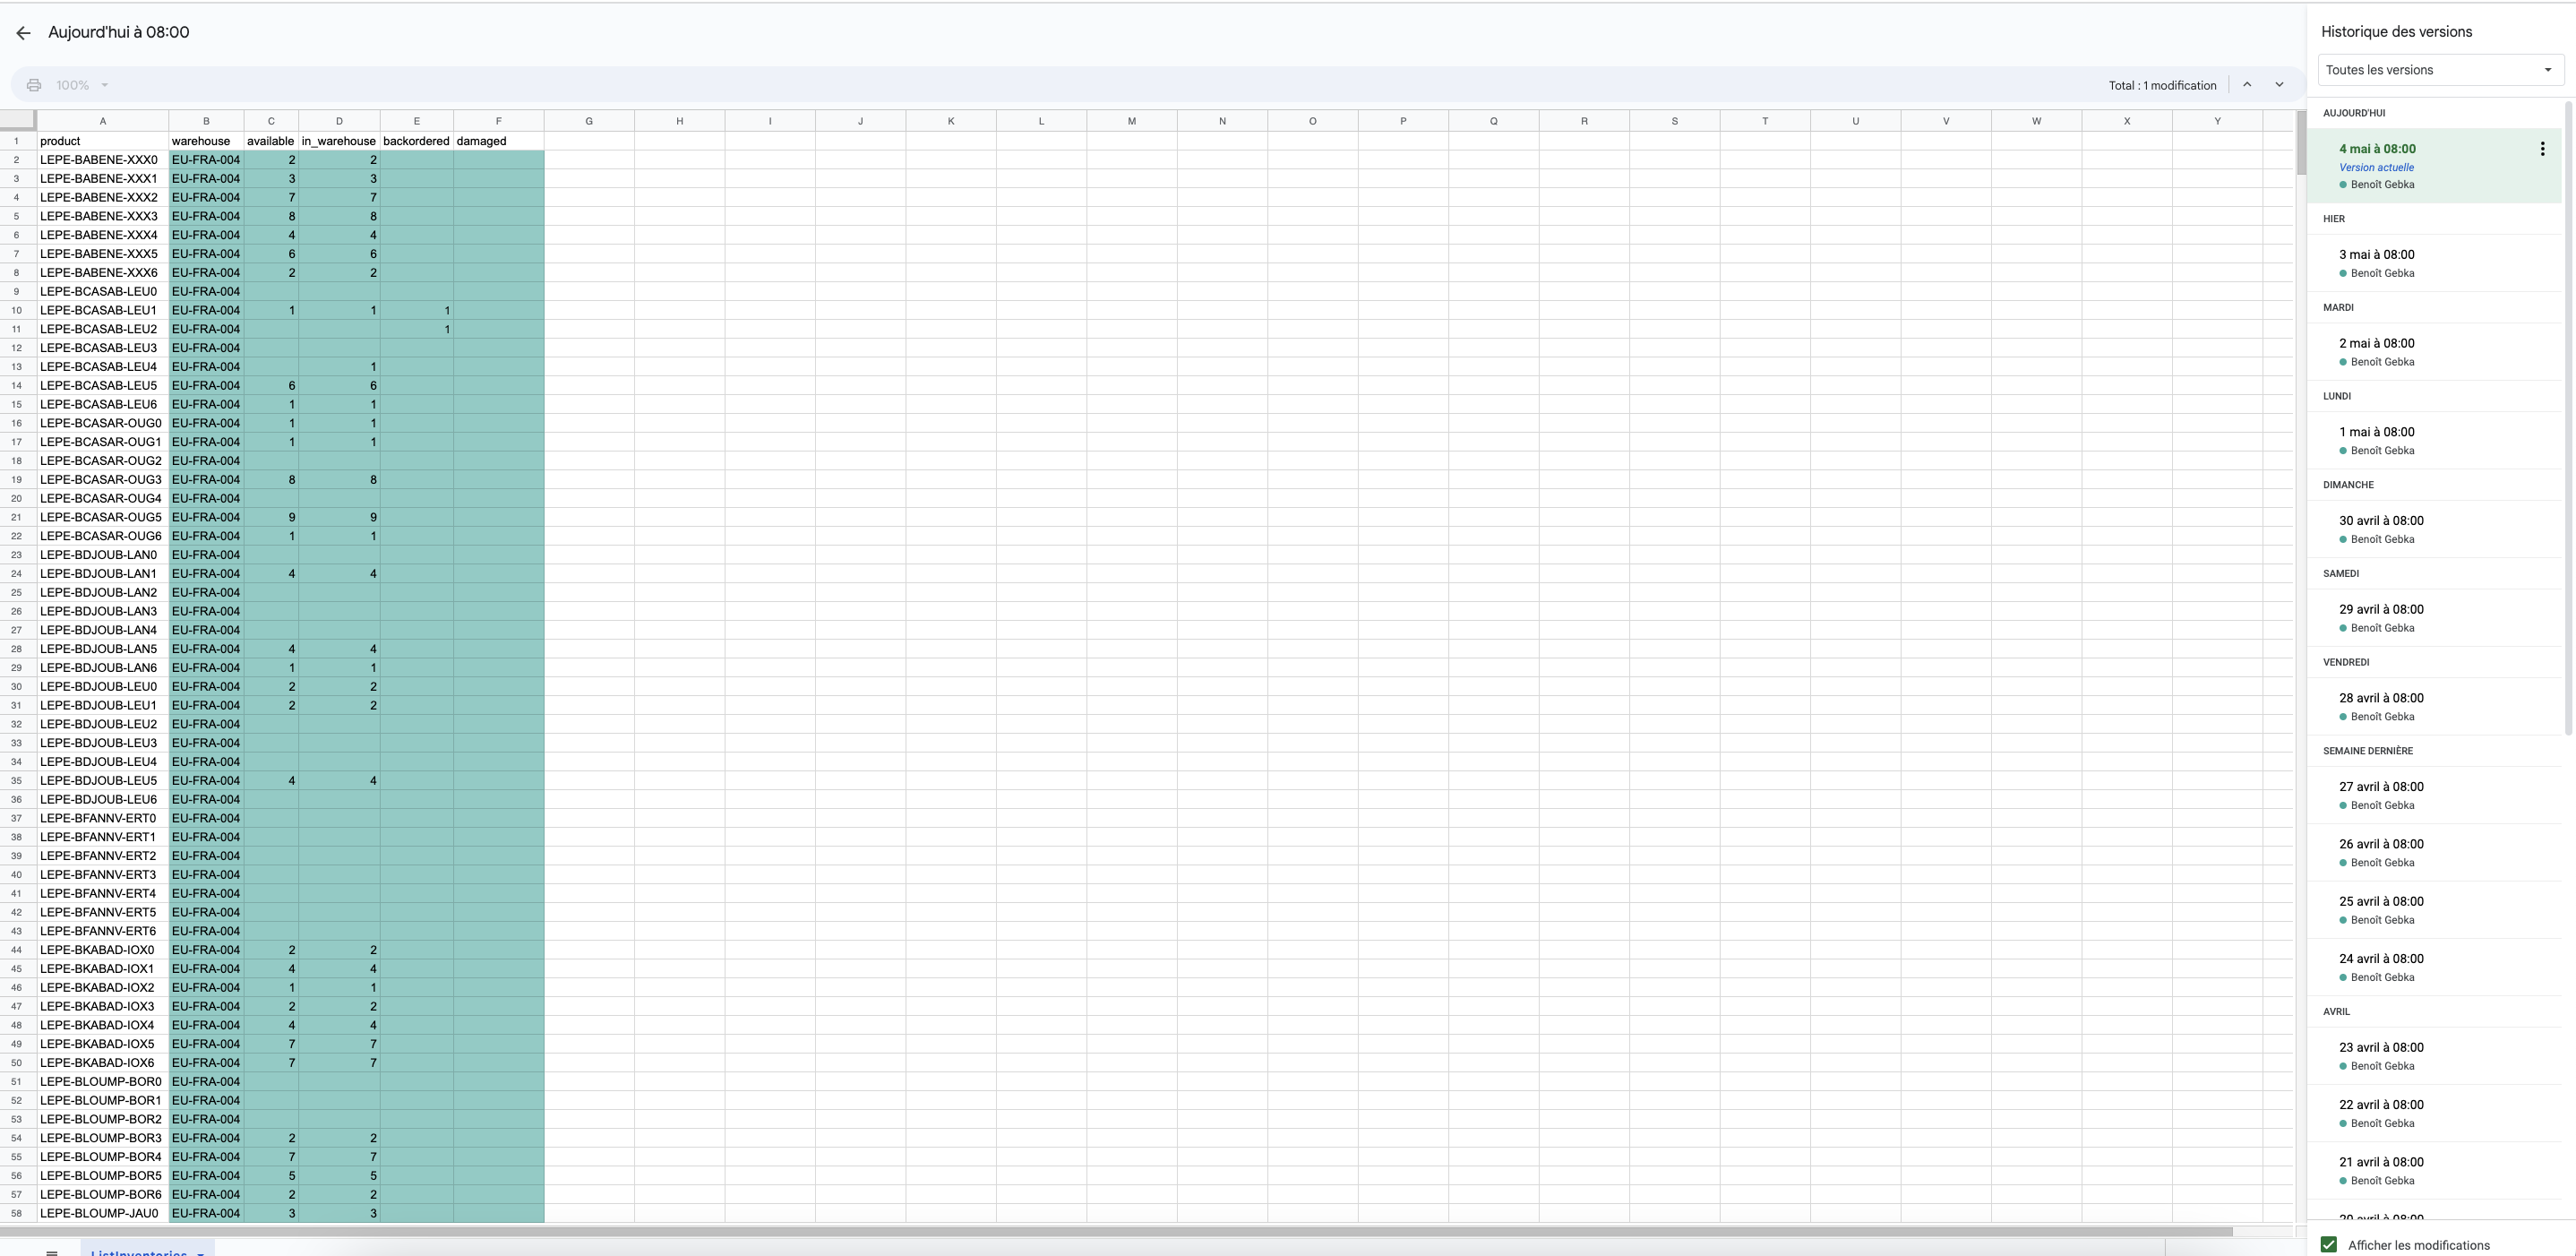 Aujourd'hui à 08:00
100%
Total : 1 modification
A B C D E F G H I J K L M N O P Q R S T U V W X Y
1 product warehouse available in_warehouse backordered damaged
2 LEPE-BABENE-XXX0 EU-FRA-004 2 2
3 LEPE-BABENE-XXX1 EU-FRA-004 3 3
4 LEPE-BABENE-XXX2 EU-FRA-004 7 7
5 LEPE-BABENE-XXX3 EU-FRA-004 8 8
6 LEPE-BABENE-XXX4 EU-FRA-004 4 4
7 LEPE-BABENE-XXX5 EU-FRA-004 6 6
8 LEPE-BABENE-XXX6 EU-FRA-004 2 2
9 LEPE-BCASAB-LEU0 EU-FRA-004
10 LEPE-BCASAB-LEU1 EU-FRA-004 1 1 1
11 LEPE-BCASAB-LEU2 EU-FRA-004 1
12 LEPE-BCASAB-LEU3 EU-FRA-004
13 LEPE-BCASAB-LEU4 EU-FRA-004 1
14 LEPE-BCASAB-LEU5 EU-FRA-004 6 6
15 LEPE-BCASAB-LEU6 EU-FRA-004 1 1
16 LEPE-BCASAR-OUG0 EU-FRA-004 1 1
17 LEPE-BCASAR-OUG1 EU-FRA-004 1 1
18 LEPE-BCASAR-OUG2 EU-FRA-004
19 LEPE-BCASAR-OUG3 EU-FRA-004 8 8
20 LEPE-BCASAR-OUG4 EU-FRA-004
21 LEPE-BCASAR-OUG5 EU-FRA-004 9 9
22 LEPE-BCASAR-OUG6 EU-FRA-004 1 1
23 LEPE-BDJOUB-LAN0 EU-FRA-004
24 LEPE-BDJOUB-LAN1 EU-FRA-004 4 4
25 LEPE-BDJOUB-LAN2 EU-FRA-004
26 LEPE-BDJOUB-LAN3 EU-FRA-004
27 LEPE-BDJOUB-LAN4 EU-FRA-004
28 LEPE-BDJOUB-LAN5 EU-FRA-004 4 4
29 LEPE-BDJOUB-LAN6 EU-FRA-004 1 1
30 LEPE-BDJOUB-LEU0 EU-FRA-004 2 2
31 LEPE-BDJOUB-LEU1 EU-FRA-004 2 2
32 LEPE-BDJOUB-LEU2 EU-FRA-004
33 LEPE-BDJOUB-LEU3 EU-FRA-004
34 LEPE-BDJOUB-LEU4 EU-FRA-004
35 LEPE-BDJOUB-LEU5 EU-FRA-004 4 4
36 LEPE-BDJOUB-LEU6 EU-FRA-004
37 LEPE-BFANNV-ERT0 EU-FRA-004
38 LEPE-BFANNV-ERT1 EU-FRA-004
39 LEPE-BFANNV-ERT2 EU-FRA-004
40 LEPE-BFANNV-ERT3 EU-FRA-004
41 LEPE-BFANNV-ERT4 EU-FRA-004
42 LEPE-BFANNV-ERT5 EU-FRA-004
43 LEPE-BFANNV-ERT6 EU-FRA-004
44 LEPE-BKABAD-IOX0 EU-FRA-004 2 2
45 LEPE-BKABAD-IOX1 EU-FRA-004 4 4
46 LEPE-BKABAD-IOX2 EU-FRA-004 1 1
47 LEPE-BKABAD-IOX3 EU-FRA-004 2 2
48 LEPE-BKABAD-IOX4 EU-FRA-004 4 4
49 LEPE-BKABAD-IOX5 EU-FRA-004 7 7
50 LEPE-BKABAD-IOX6 EU-FRA-004 7 7
51 LEPE-BLOUMP-BOR0 EU-FRA-004
52 LEPE-BLOUMP-BOR1 EU-FRA-004
53 LEPE-BLOUMP-BOR2 EU-FRA-004
54 LEPE-BLOUMP-BOR3 EU-FRA-004 2 2
55 LEPE-BLOUMP-BOR4 EU-FRA-004 7 7
56 LEPE-BLOUMP-BOR5 EU-FRA-004 5 5
57 LEPE-BLOUMP-BOR6 EU-FRA-004 2 2
58 LEPE-BLOUMP-JAU0 EU-FRA-004 3 3
ListInventories
Historique des versions
Toutes les versions
AUJOURD'HUI
4 mai à 08:00
Version actuelle
Benoît Gebka
HIER
3 mai à 08:00
Benoît Gebka
MARDI
2 mai à 08:00
Benoît Gebka
LUNDI
1 mai à 08:00
Benoît Gebka
DIMANCHE
30 avril à 08:00
Benoît Gebka
SAMEDI
29 avril à 08:00
Benoît Gebka
VENDREDI
28 avril à 08:00
Benoît Gebka
SEMAINE DERNIÈRE
27 avril à 08:00
Benoît Gebka
26 avril à 08:00
Benoît Gebka
25 avril à 08:00
Benoît Gebka
24 avril à 08:00
Benoît Gebka
AVRIL
23 avril à 08:00
Benoît Gebka
22 avril à 08:00
Benoît Gebka
21 avril à 08:00
Benoît Gebka
20 avril à 08:00
Afficher les modifications